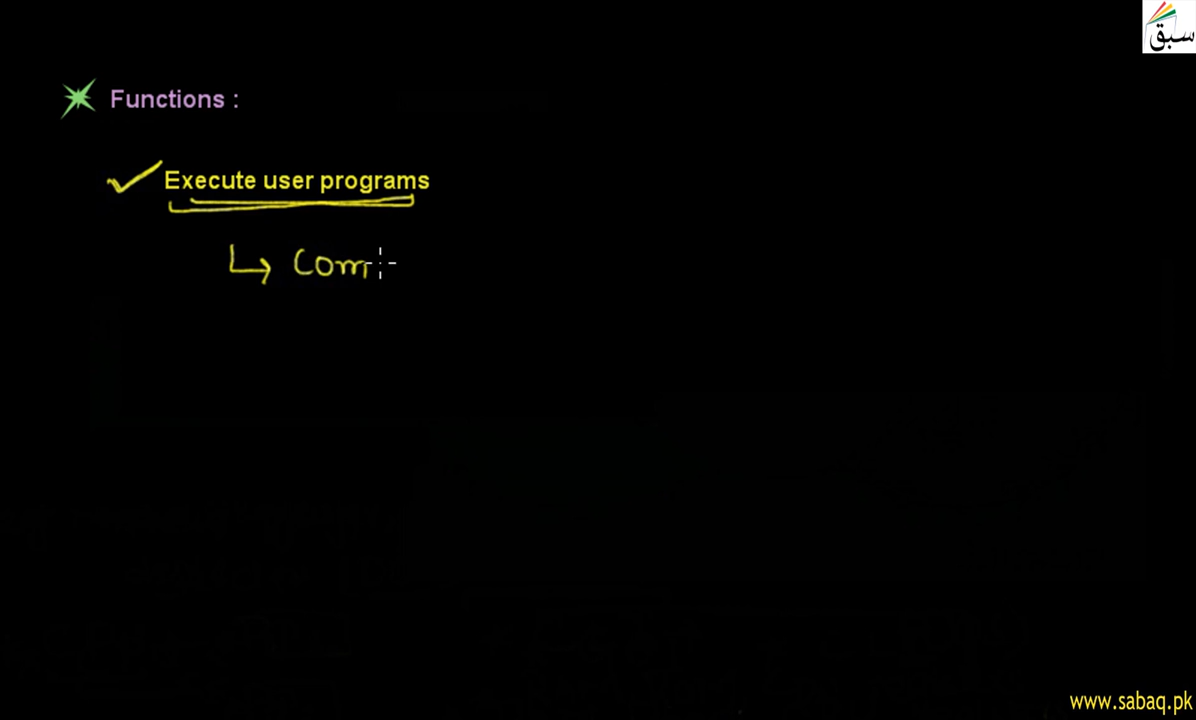 سبق
Functions :
Execute user programs
Com
www.sabaq.pk